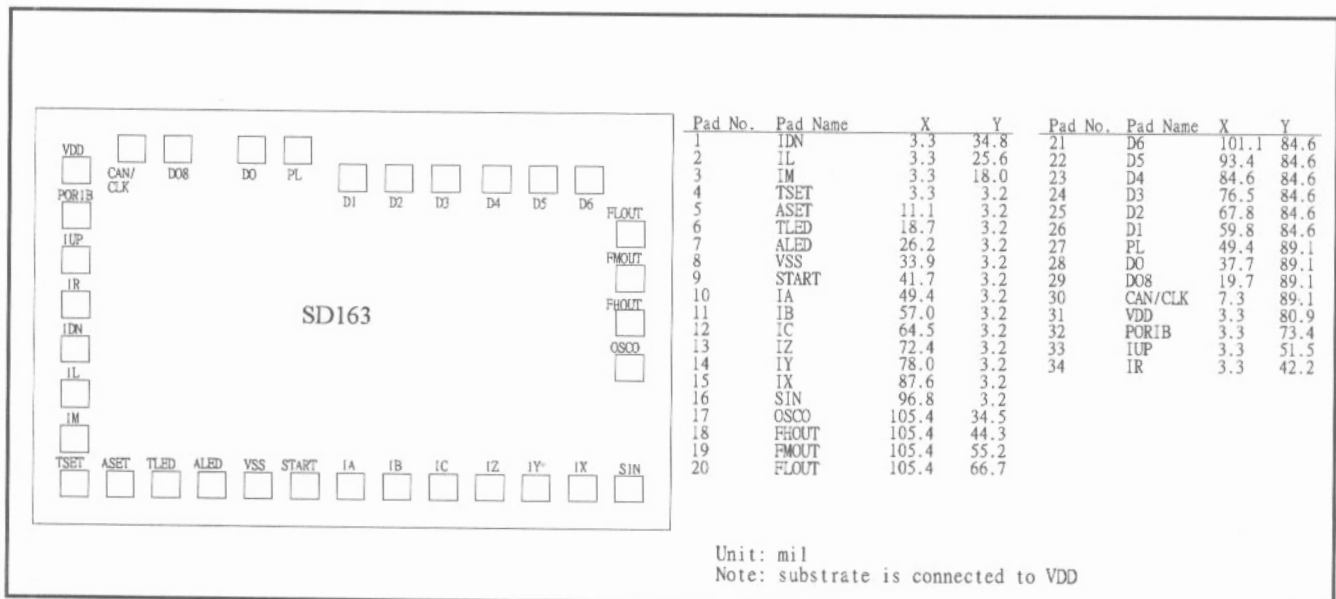 VDD
CAN/
CLK
DO8
DO
PL
PORIB
D1 D2 D3 D4 D5 D6
FLOUT
IUP
FMOUT
IR
FHOUT
SD163
IDN
OSCO
IL
IM
TSET ASET TLED ALED VSS START IA IB IC IZ IY IX SIN
Pad No. Pad Name X Y
1 IDN 3.3 34.8
2 IL 3.3 25.6
3 IM 3.3 18.0
4 TSET 3.3 3.2
5 ASET 11.1 3.2
6 TLED 18.7 3.2
7 ALED 26.2 3.2
8 VSS 33.9 3.2
9 START 41.7 3.2
10 IA 49.4 3.2
11 IB 57.0 3.2
12 IC 64.5 3.2
13 IZ 72.4 3.2
14 IY 78.0 3.2
15 IX 87.6 3.2
16 SIN 96.8 3.2
17 OSCO 105.4 34.5
18 FHOUT 105.4 44.3
19 FMOUT 105.4 55.2
20 FLOUT 105.4 66.7
Pad No. Pad Name X Y
21 D6 101.1 84.6
22 D5 93.4 84.6
23 D4 84.6 84.6
24 D3 76.5 84.6
25 D2 67.8 84.6
26 D1 59.8 84.6
27 PL 49.4 89.1
28 DO 37.7 89.1
29 DO8 19.7 89.1
30 CAN/CLK 7.3 89.1
31 VDD 3.3 80.9
32 PORIB 3.3 73.4
33 IUP 3.3 51.5
34 IR 3.3 42.2
Unit: mil
Note: substrate is connected to VDD